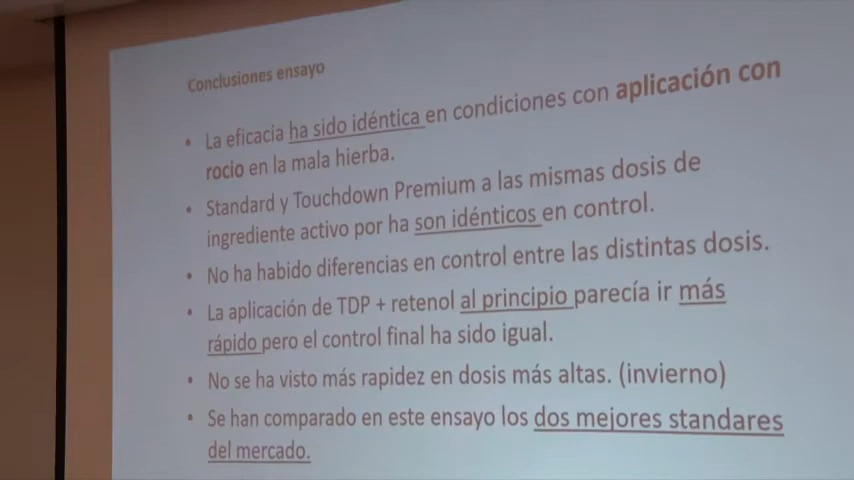 Conclusiones ensayo
• La eficacia ha sido idéntica en condiciones con aplicación con
rocio en la mala hierba.
• Standard y Touchdown Premium a las mismas dosis de
ingrediente activo por ha son idénticos en control.
• No ha habido diferencias en control entre las distintas dosis.
• La aplicación de TDP + retenol al principio parecía ir más
rápido pero el control final ha sido igual.
• No se ha visto más rapidez en dosis más altas. (invierno)
• Se han comparado en este ensayo los dos mejores standares
del mercado.